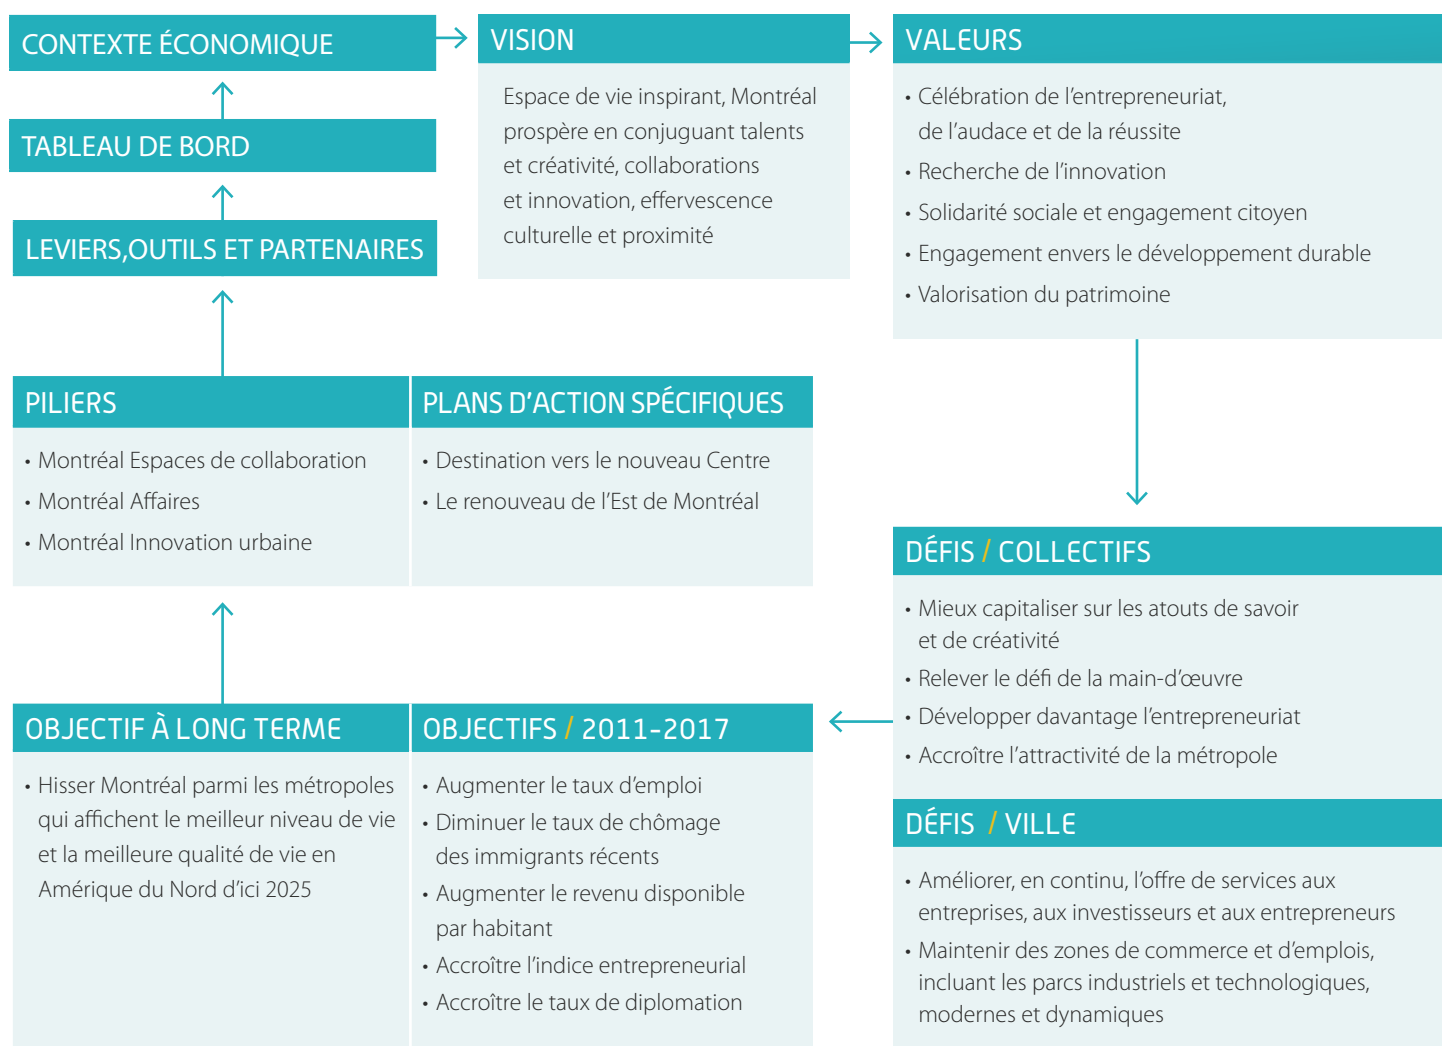 CONTEXTE ÉCONOMIQUE
TABLEAU DE BORD
LEVIERS,OUTILS ET PARTENAIRES
VISION
Espace de vie inspirant, Montréal
prospère en conjuguant talents
et créativité, collaborations
et innovation, effervescence
culturelle et proximité
VALEURS
• Célébration de l'entrepreneuriat,
de l'audace et de la réussite
• Recherche de l'innovation
• Solidarité sociale et engagement citoyen
• Engagement envers le développement durable
• Valorisation du patrimoine
PILIERS
• Montréal Espaces de collaboration
• Montréal Affaires
• Montréal Innovation urbaine
PLANS D'ACTION SPÉCIFIQUES
• Destination vers le nouveau Centre
• Le renouveau de l'Est de Montréal
DÉFIS / COLLECTIFS
• Mieux capitaliser sur les atouts de savoir
et de créativité
• Relever le défi de la main-d'œuvre
• Développer davantage l'entrepreneuriat
• Accroître l'attractivité de la métropole
DÉFIS / VILLE
• Améliorer, en continu, l'offre de services aux
entreprises, aux investisseurs et aux entrepreneurs
• Maintenir des zones de commerce et d'emplois,
incluant les parcs industriels et technologiques,
modernes et dynamiques
OBJECTIF À LONG TERME
• Hisser Montréal parmi les métropoles
qui affichent le meilleur niveau de vie
et la meilleure qualité de vie en
Amérique du Nord d'ici 2025
OBJECTIFS / 2011-2017
• Augmenter le taux d'emploi
• Diminuer le taux de chômage
des immigrants récents
• Augmenter le revenu disponible
par habitant
• Accroître l'indice entrepreneurial
• Accroître le taux de diplomation